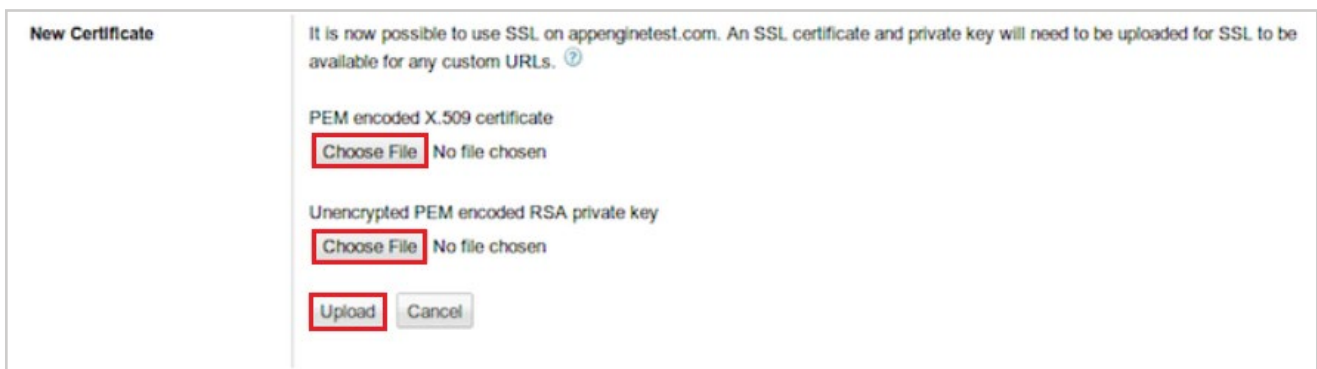 New Certificate
It is now possible to use SSL on appenginetest.com. An SSL certificate and private key will need to be uploaded for SSL to be
available for any custom URLs. ?
PEM encoded X.509 certificate
Choose File No file chosen
Unencrypted PEM encoded RSA private key
Choose File No file chosen
Upload Cancel